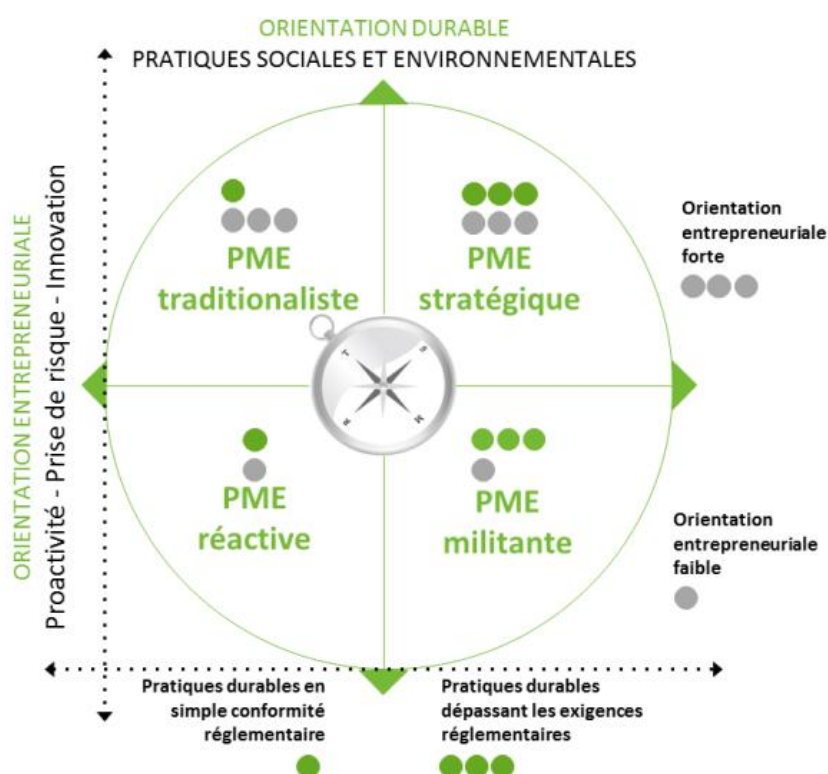 ORIENTATION DURABLE
PRATIQUES SOCIALES ET ENVIRONNEMENTALES
ORIENTATION ENTREPRENEURIALE
Proactivité - Prise de risque - Innovation
PME
traditionaliste
PME
stratégique
Orientation
entrepreneuriale
forte
T
S
R
M
PME
réactive
PME
militante
Orientation
entrepreneuriale
faible
Pratiques durables en
simple conformité
réglementaire
Pratiques durables
dépassant les exigences
réglementaires